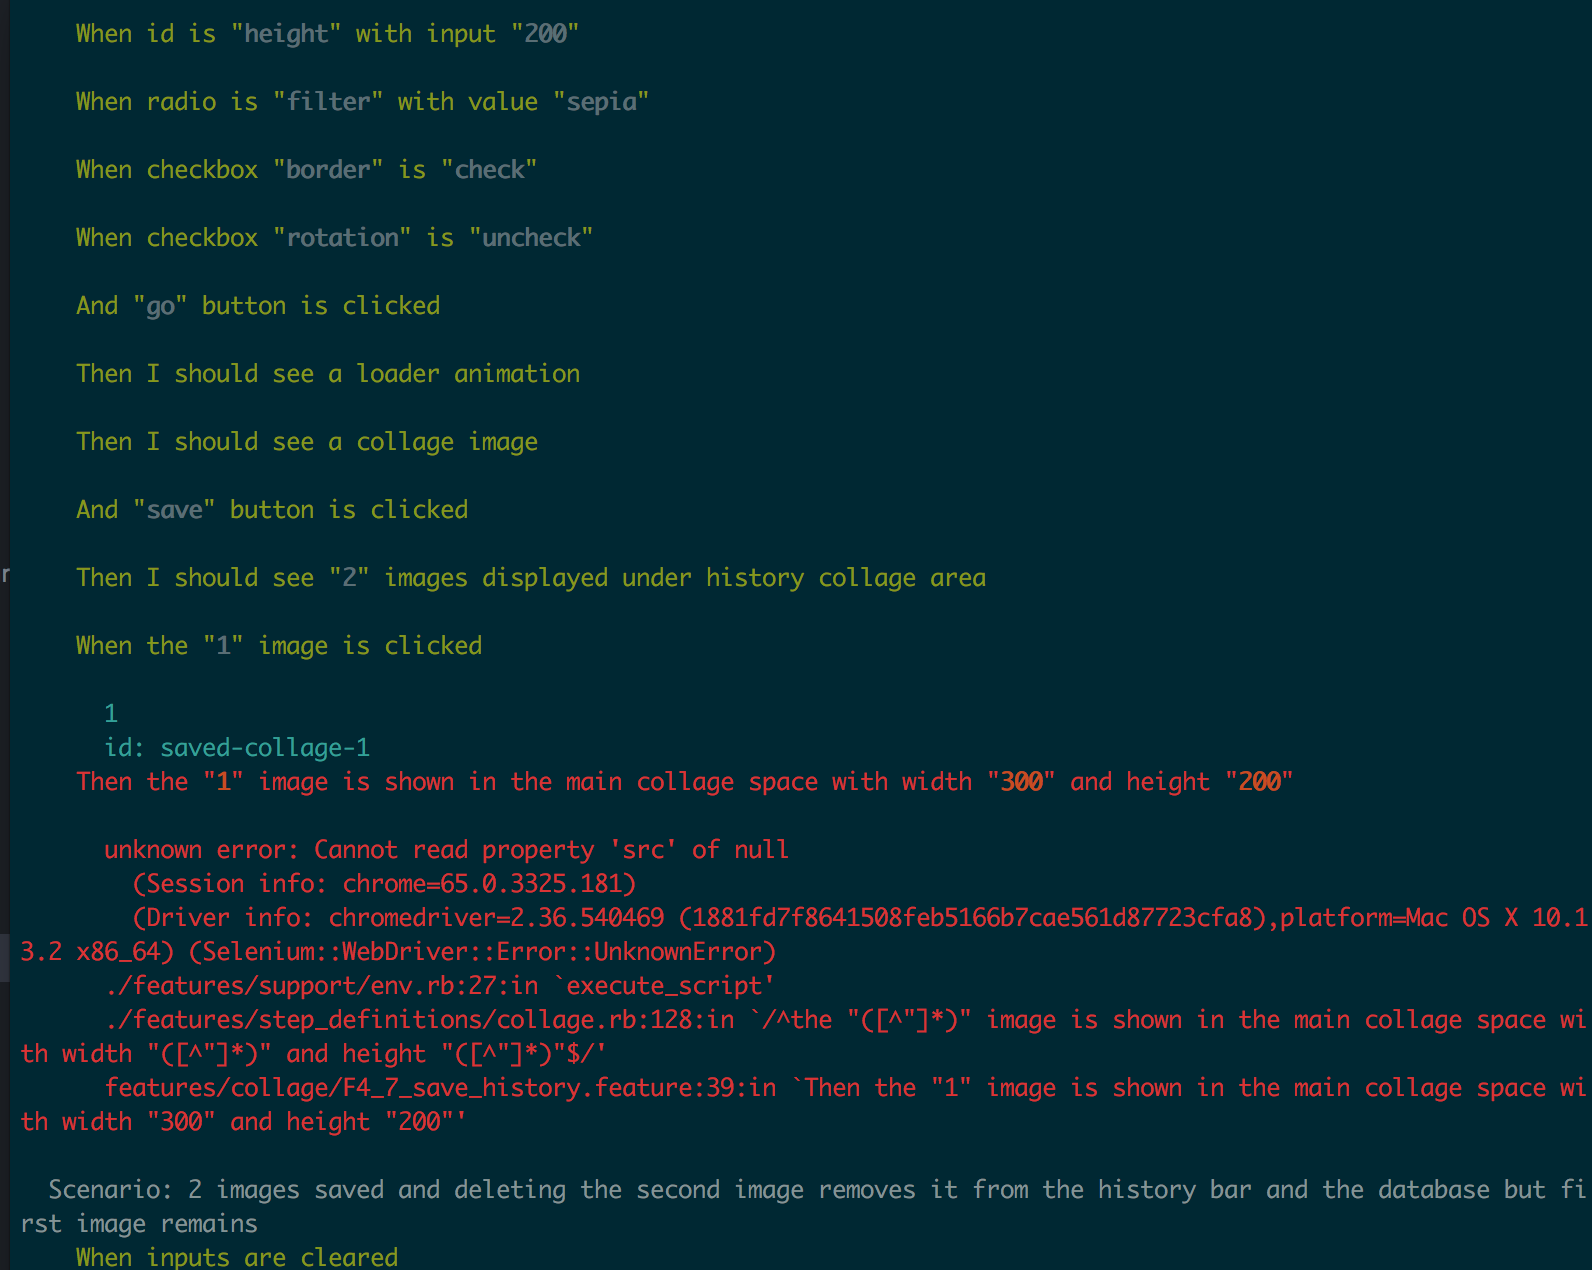 When id is "height" with input "200"
When radio is "filter" with value "sepia"
When checkbox "border" is "check"
When checkbox "rotation" is "uncheck"
And "go" button is clicked
Then I should see a loader animation
Then I should see a collage image
And "save" button is clicked
r
Then I should see "2" images displayed under history collage area
When the "1" image is clicked
1
id: saved-collage-1
Then the "1" image is shown in the main collage space with width "300" and height "200"
unknown error: Cannot read property 'src' of null
(Session info: chrome=65.0.3325.181)
(Driver info: chromedriver=2.36.540469 (1881fd7f8641508feb5166b7cae561d87723cfa8),platform=Mac OS X 10.1
3.2 x86_64) (Selenium::WebDriver::Error::UnknownError)
./features/support/env.rb:27:in `execute_script'
./features/step_definitions/collage.rb:128:in `/^the "([^"]*)" image is shown in the main collage space wi
th width "([^"]*)" and height "([^"]*)"$/'
features/collage/F4_7_save_history.feature:39:in `Then the "1" image is shown in the main collage space wi
th width "300" and height "200"'
Scenario: 2 images saved and deleting the second image removes it from the history bar and the database but fi
rst image remains
When inputs are cleared